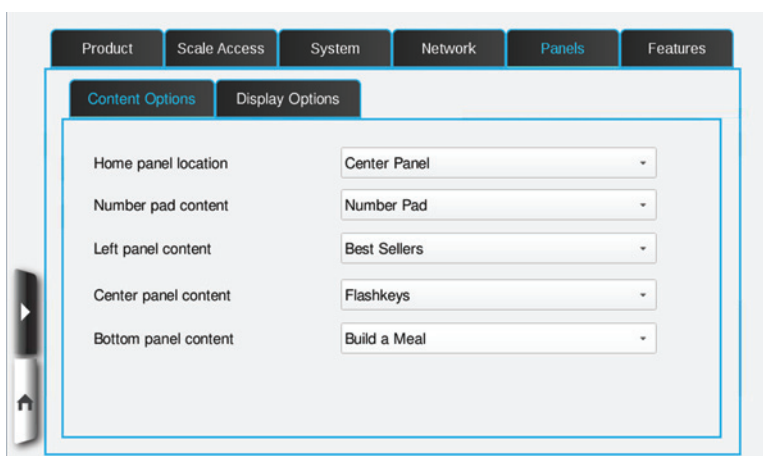 Product Scale Access System Network Panels Features
Content Options Display Options
Home panel location Center Panel
Number pad content Number Pad
Left panel content Best Sellers
Center panel content Flashkeys
Bottom panel content Build a Meal